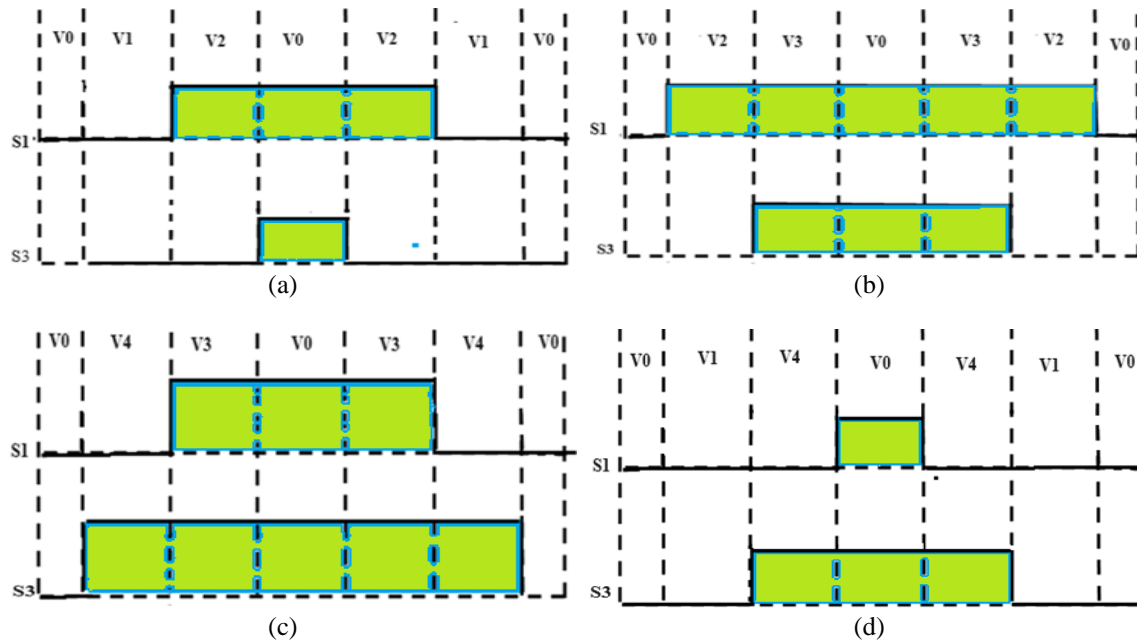 V0 V1 V2 V0 V2 V1 V0
S1
S3
(a)
V0 V2 V3 V0 V3 V2 V0
S1
S3
(b)
V0 V4 V3 V0 V3 V4 V0
S1
S3
(c)
V0 V1 V4 V0 V4 V1 V0
S1
S3
(d)